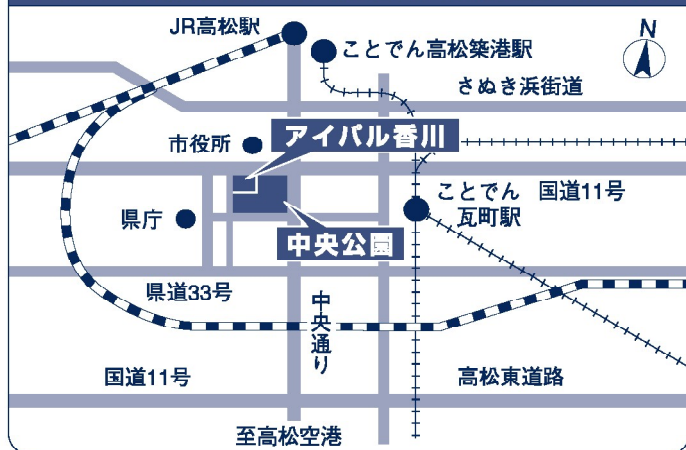 JR高松駅
N
ことでん高松築港駅
さぬき浜街道
アイパル香川
市役所
ことでん
瓦町駅
国道11号
県庁
中央公園
県道33号
中央通り
国道11号
高松東道路
至高松空港